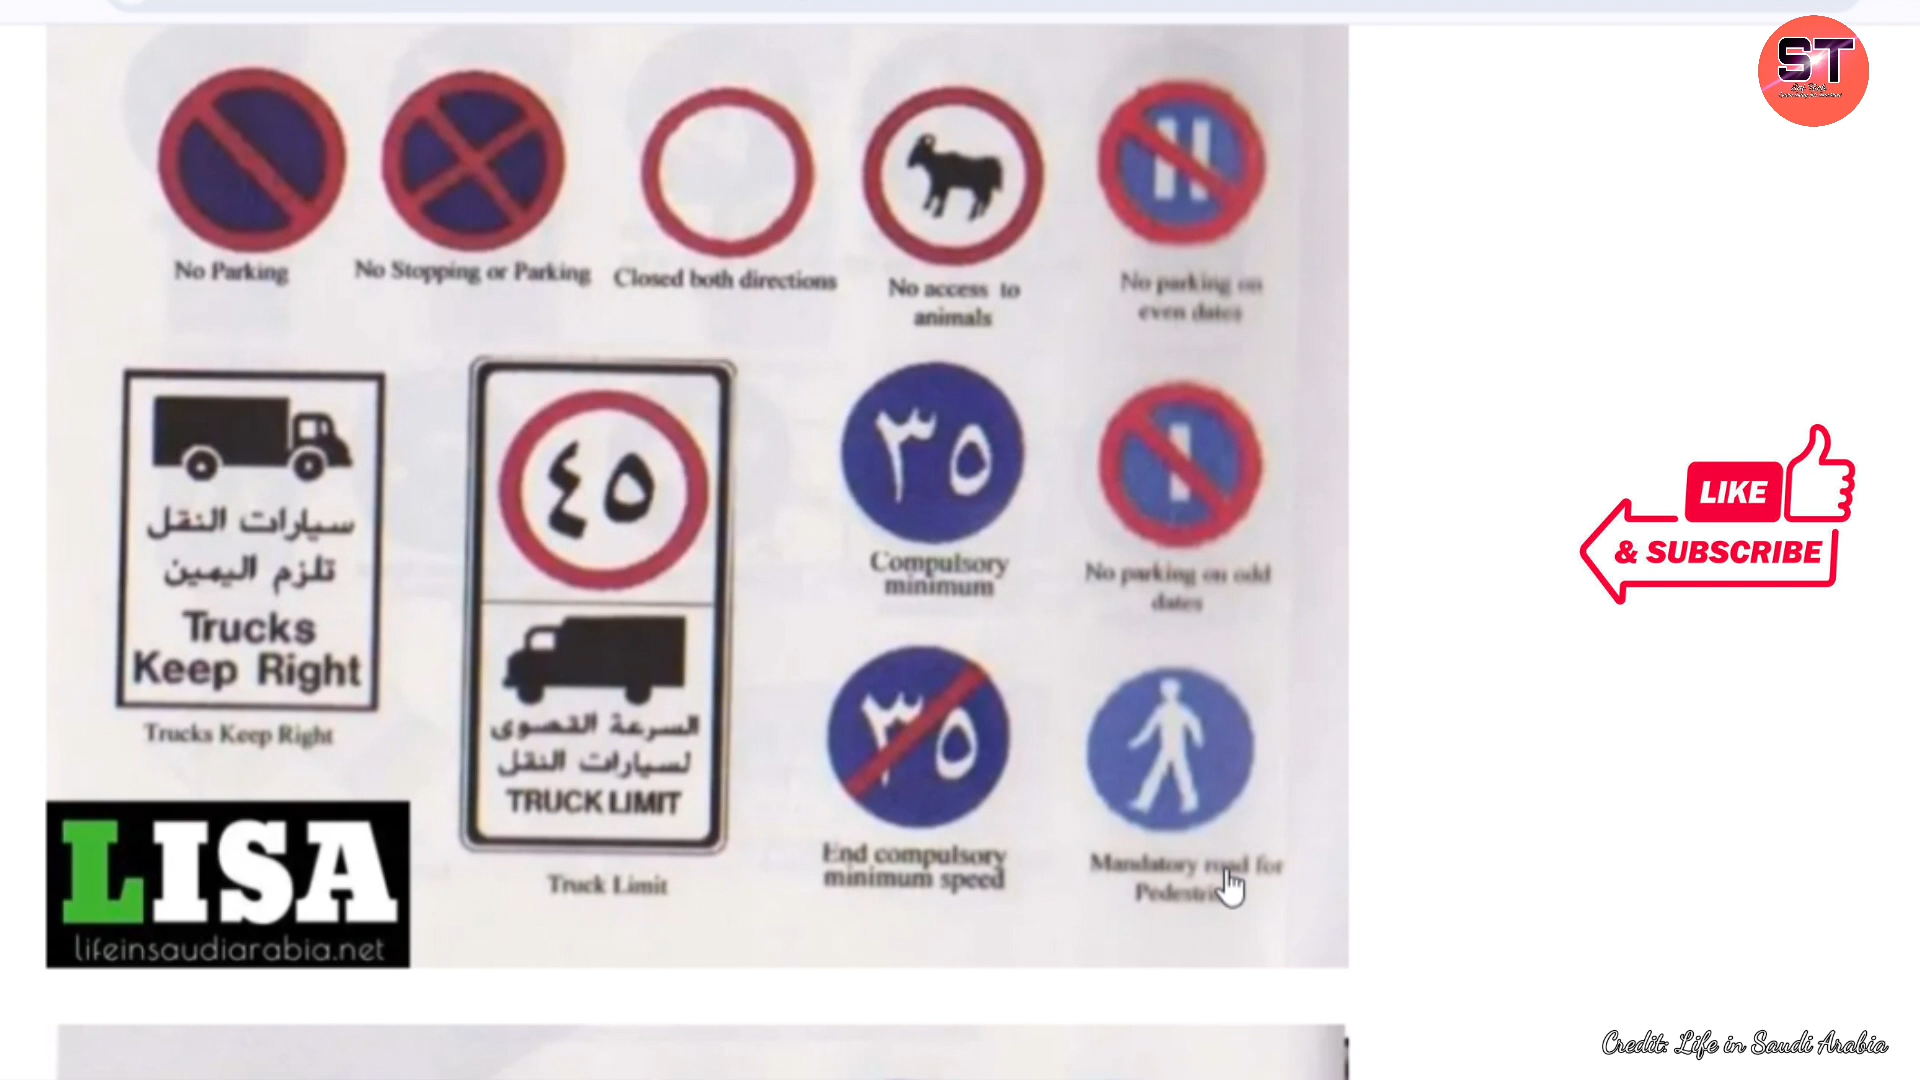 ST
No Parking
No Stopping or Parking
Closed both directions
No access to
animals
No parking on
even dates
سيارات النقل
تلزم اليمين
Trucks
Keep Right
Trucks Keep Right
٤٥
السرعة القصوى
لسيارات النقل
TRUCK LIMIT
Truck Limit
٣٥
Compulsory
minimum
No parking on odd
dates
٣٥
End compulsory
minimum speed
Mandatory road for
LISA
lifeinsaudiarabia.net
LIKE
& SUBSCRIBE
Credit: Life in Saudi Arabia